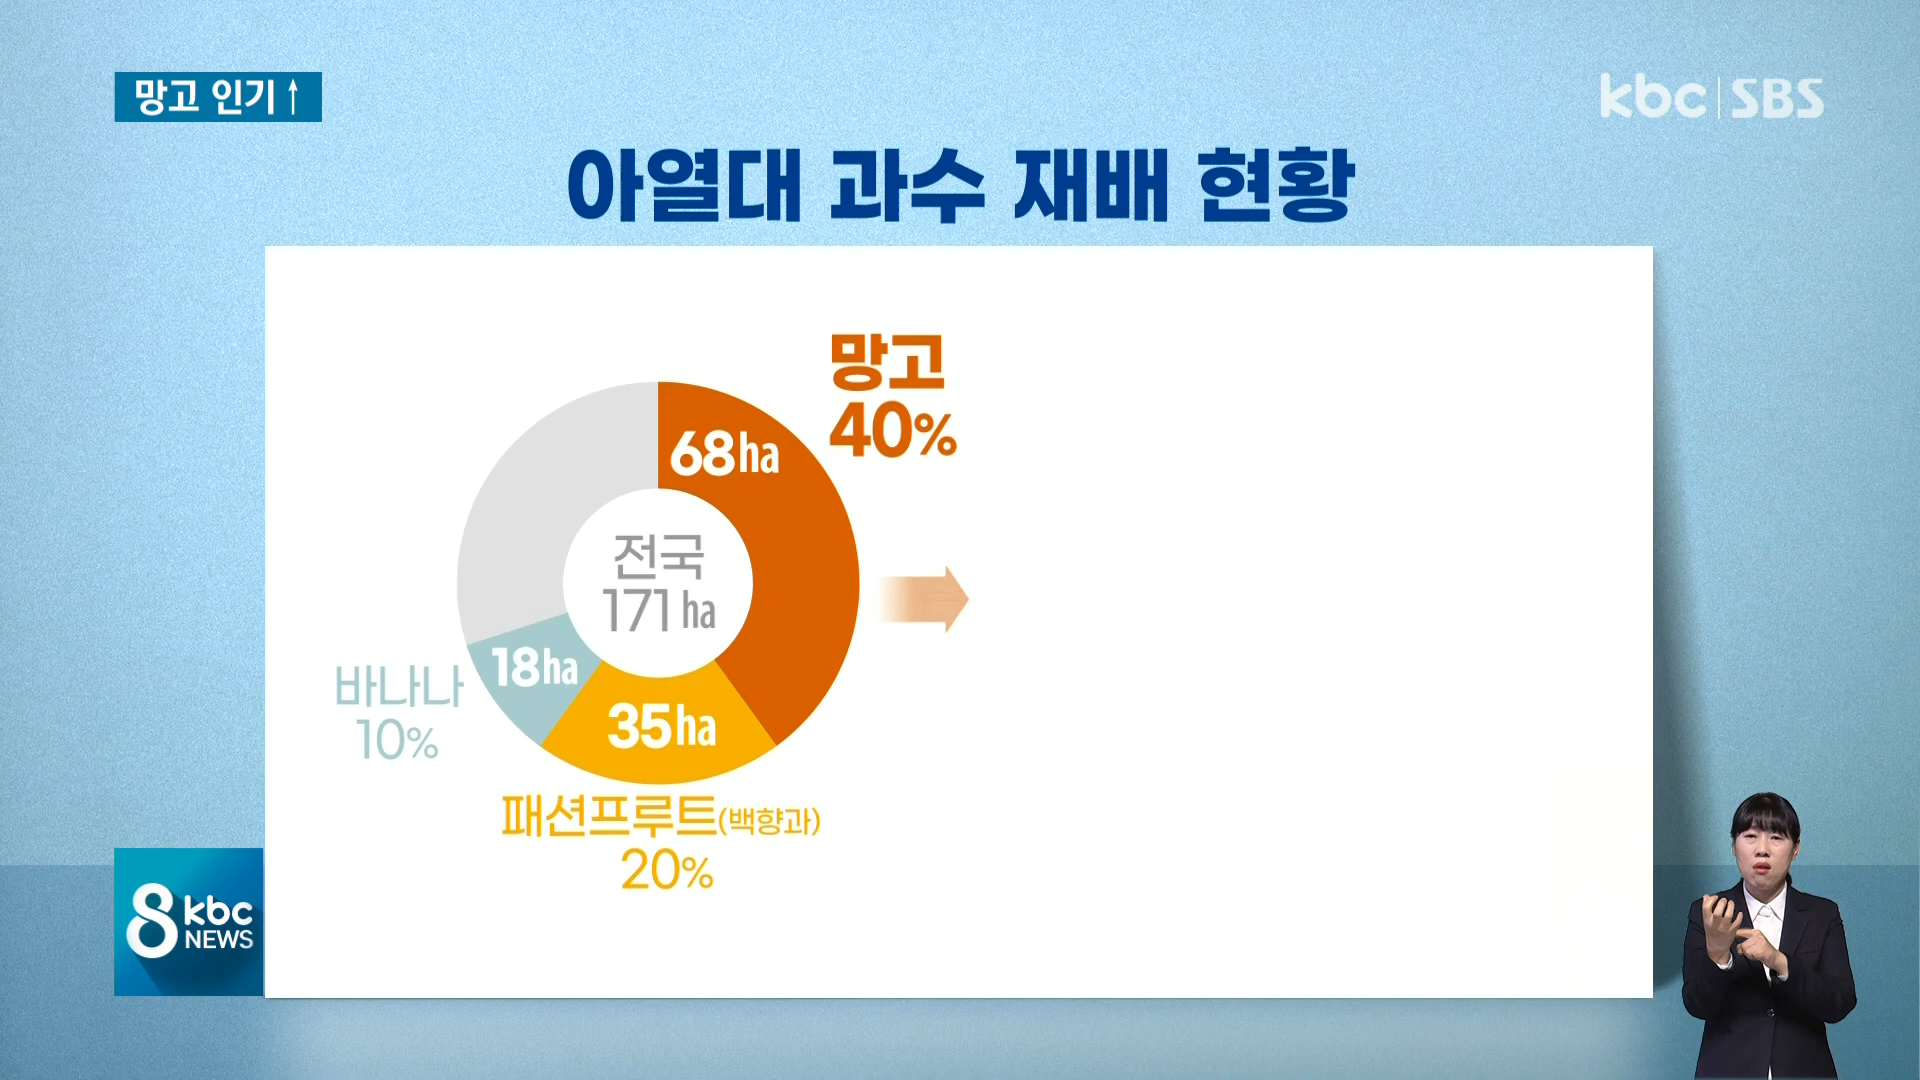 망고 인기↑
kbc SBS
아열대 과수 재배 현황
망고
40%
68ha
전국
171ha
18ha
바나나
10%
35ha
패션프루트(백향과)
20%
8 kbc
NEWS